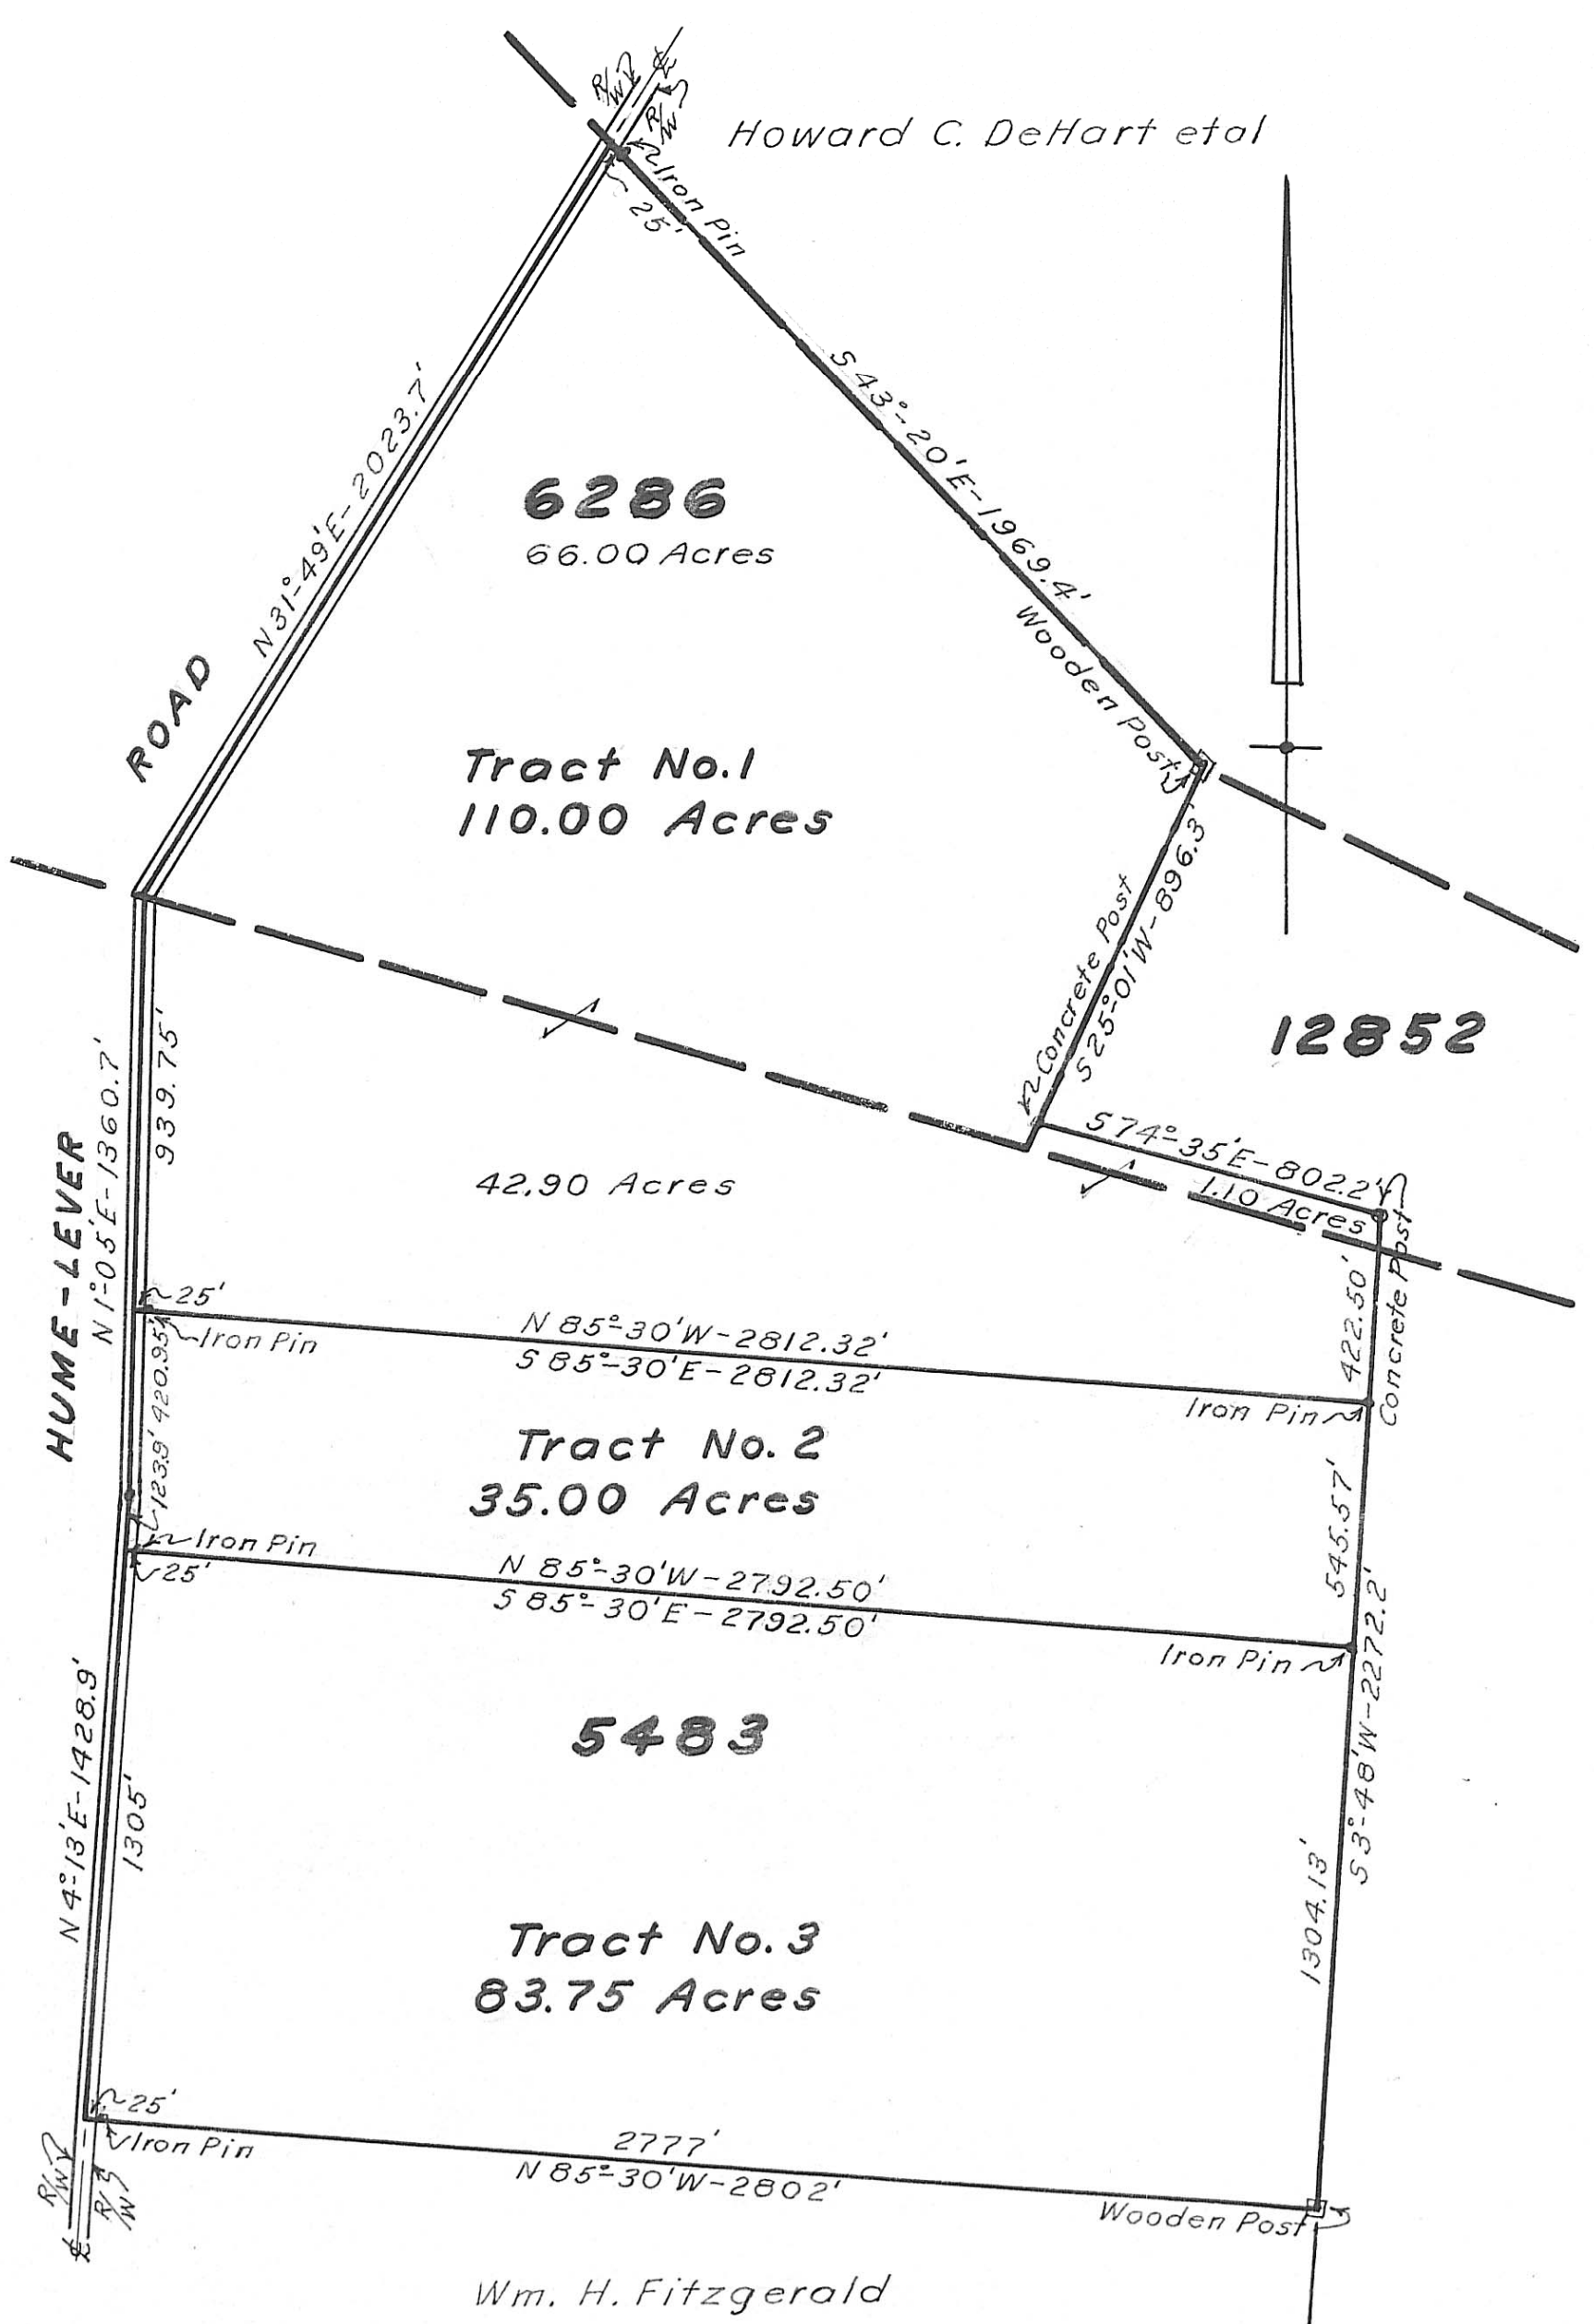 R/W
℄
R/W
Howard C. DeHart etal
Iron Pin
25'
N 31°-49'E-2023.7'
S 43°-20'E-1969.4'
6286
66.00 Acres
Wooden Post
ROAD
Tract No.1
110.00 Acres
Concrete Post
S 25°-01'W-896.3
12852
939.75'
S 74°-35'E-802.2'
1.10 Acres
42.90 Acres
HUME-LEVER
N 1°-05'E-1360.7'
Concrete Post
422.50'
25'
Iron Pin
N 85°-30'W-2812.32'
S 85°-30'E-2812.32'
Iron Pin
420.95'
123.9'
Tract No. 2
35.00 Acres
545.57'
Iron Pin
25'
N 85°-30'W-2792.50'
S 85°-30'E-2792.50'
Iron Pin
S 3°-48'W-2272.2'
5483
N 4°-13'E-1428.9'
1305'
1304.13'
Tract No. 3
83.75 Acres
25'
Iron Pin
2777'
N 85°-30'W-2802'
Wooden Post
R/W
R/W
℄
Wm. H. Fitzgerald